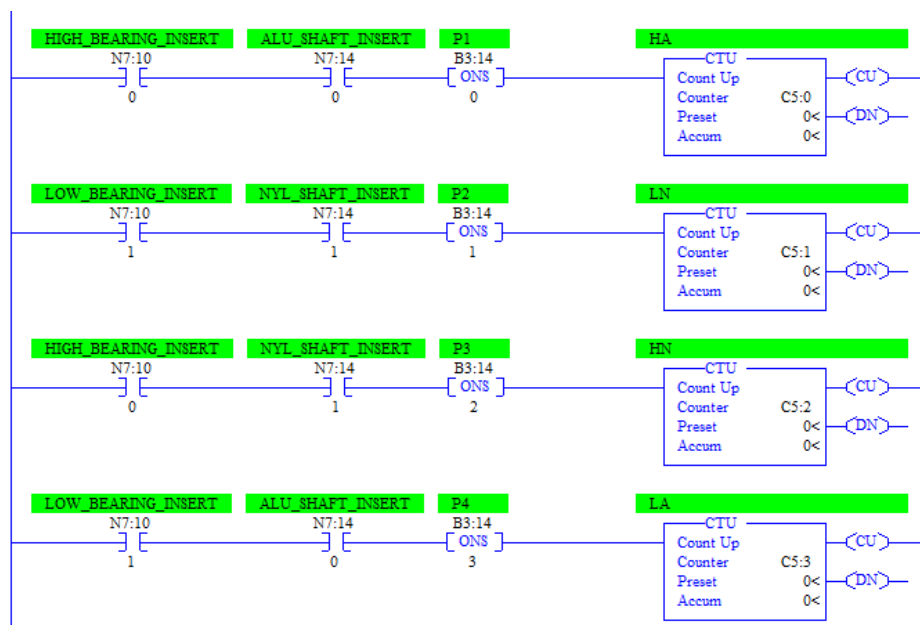 HIGH_BEARING_INSERT ALU_SHAFT_INSERT P1 HA
N7:10 N7:14 B3:14 CTU
ONS Count Up CU
0 0 0 Counter C5:0
Preset 0< DN
Accum 0<
LOW_BEARING_INSERT NYL_SHAFT_INSERT P2 LN
N7:10 N7:14 B3:14 CTU
ONS Count Up CU
1 1 1 Counter C5:1
Preset 0< DN
Accum 0<
HIGH_BEARING_INSERT NYL_SHAFT_INSERT P3 HN
N7:10 N7:14 B3:14 CTU
ONS Count Up CU
0 1 2 Counter C5:2
Preset 0< DN
Accum 0<
LOW_BEARING_INSERT ALU_SHAFT_INSERT P4 LA
N7:10 N7:14 B3:14 CTU
ONS Count Up CU
1 0 3 Counter C5:3
Preset 0< DN
Accum 0<